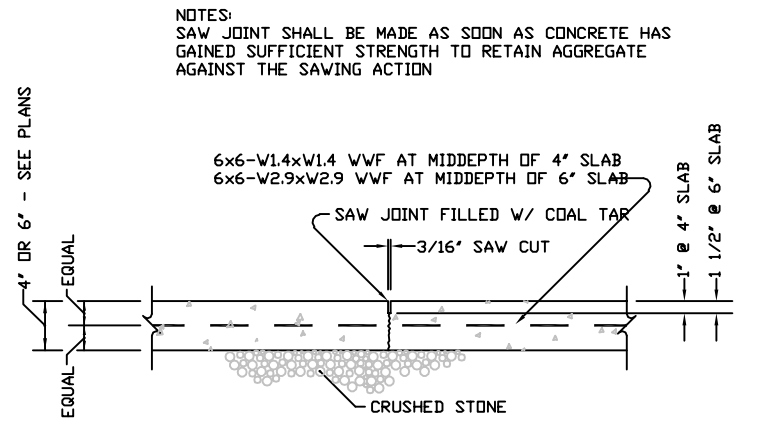 NOTES:
SAW JOINT SHALL BE MADE AS SOON AS CONCRETE HAS
GAINED SUFFICIENT STRENGTH TO RETAIN AGGREGATE
AGAINST THE SAWING ACTION
6x6-W1.4xW1.4 WWF AT MIDDEPTH OF 4" SLAB
6x6-W2.9xW2.9 WWF AT MIDDEPTH OF 6" SLAB
SAW JOINT FILLED W/ COAL TAR
3/16" SAW CUT
4" OR 6" - SEE PLANS
EQUAL
EQUAL
1" @ 4" SLAB
1 1/2" @ 6" SLAB
CRUSHED STONE